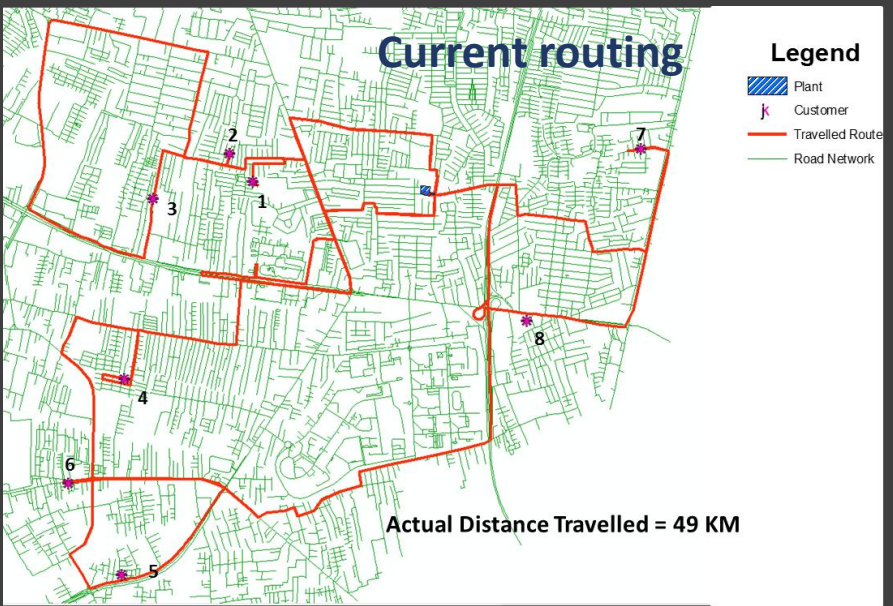 Current routing
Legend
Plant
Customer
Travelled Route
Road Network
2
7
1
3
8
4
6
5
Actual Distance Travelled = 49 KM